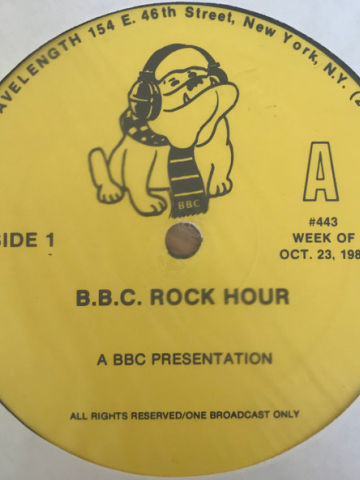 AVELENGTH 154 E. 46th Street, New York, N.Y. (
BBC
SIDE 1
A
#443
WEEK OF
OCT. 23, 198
B.B.C. ROCK HOUR
A BBC PRESENTATION
ALL RIGHTS RESERVED/ONE BROADCAST ONLY